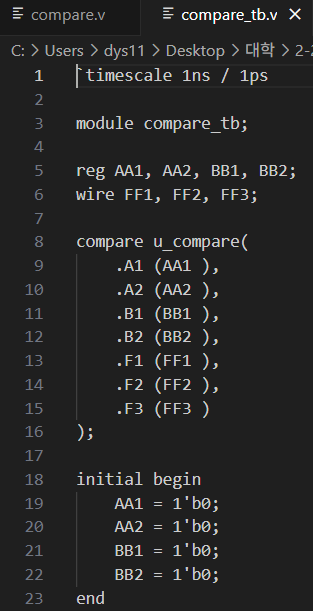 compare.v compare_tb.v ×
C: > Users > dys11 > Desktop > 대학 > 2-2
1 `timescale 1ns / 1ps
2
3 module compare_tb;
4
5 reg AA1, AA2, BB1, BB2;
6 wire FF1, FF2, FF3;
7
8 compare u_compare(
9 .A1 (AA1 ),
10 .A2 (AA2 ),
11 .B1 (BB1 ),
12 .B2 (BB2 ),
13 .F1 (FF1 ),
14 .F2 (FF2 ),
15 .F3 (FF3 )
16 );
17
18 initial begin
19 AA1 = 1'b0;
20 AA2 = 1'b0;
21 BB1 = 1'b0;
22 BB2 = 1'b0;
23 end